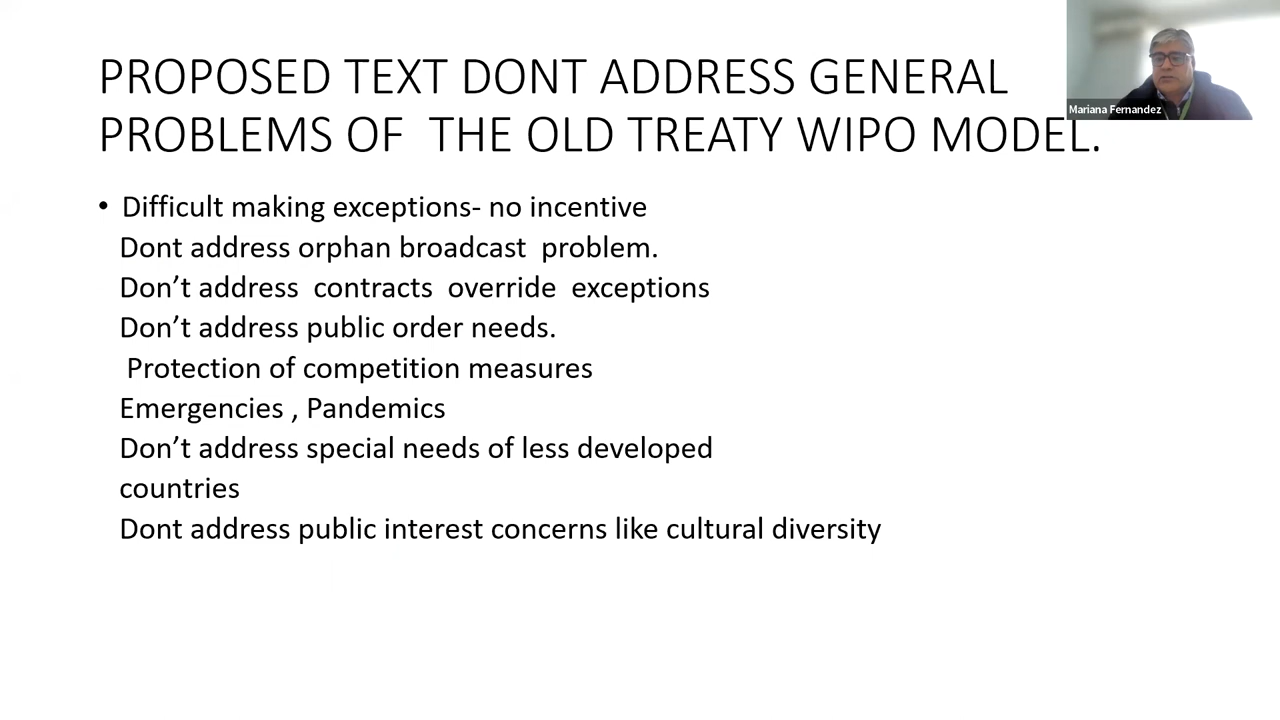 PROPOSED TEXT DONT ADDRESS GENERAL
PROBLEMS OF THE OLD TREATY WIPO MODEL.
Mariana Fernandez
• Difficult making exceptions- no incentive
Dont address orphan broadcast problem.
Don’t address contracts override exceptions
Don’t address public order needs.
Protection of competition measures
Emergencies , Pandemics
Don’t address special needs of less developed
countries
Dont address public interest concerns like cultural diversity